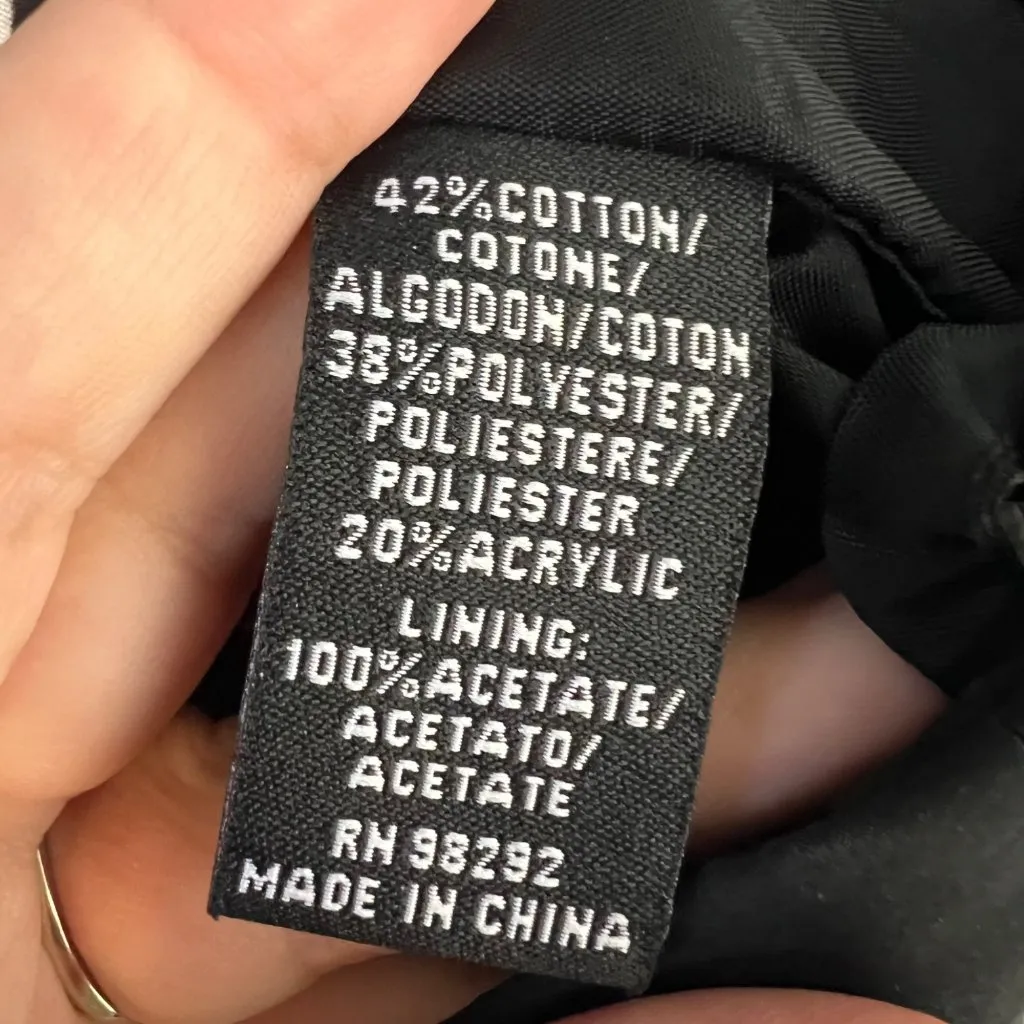 42%COTTON/
COTONE/
ALGODON/COTON
38%POLYESTER/
POLIESTERE/
POLIESTER
20%ACRYLIC
LINING:
100%ACETATE/
ACETATO/
ACETATE
RN 98292
MADE IN CHINA